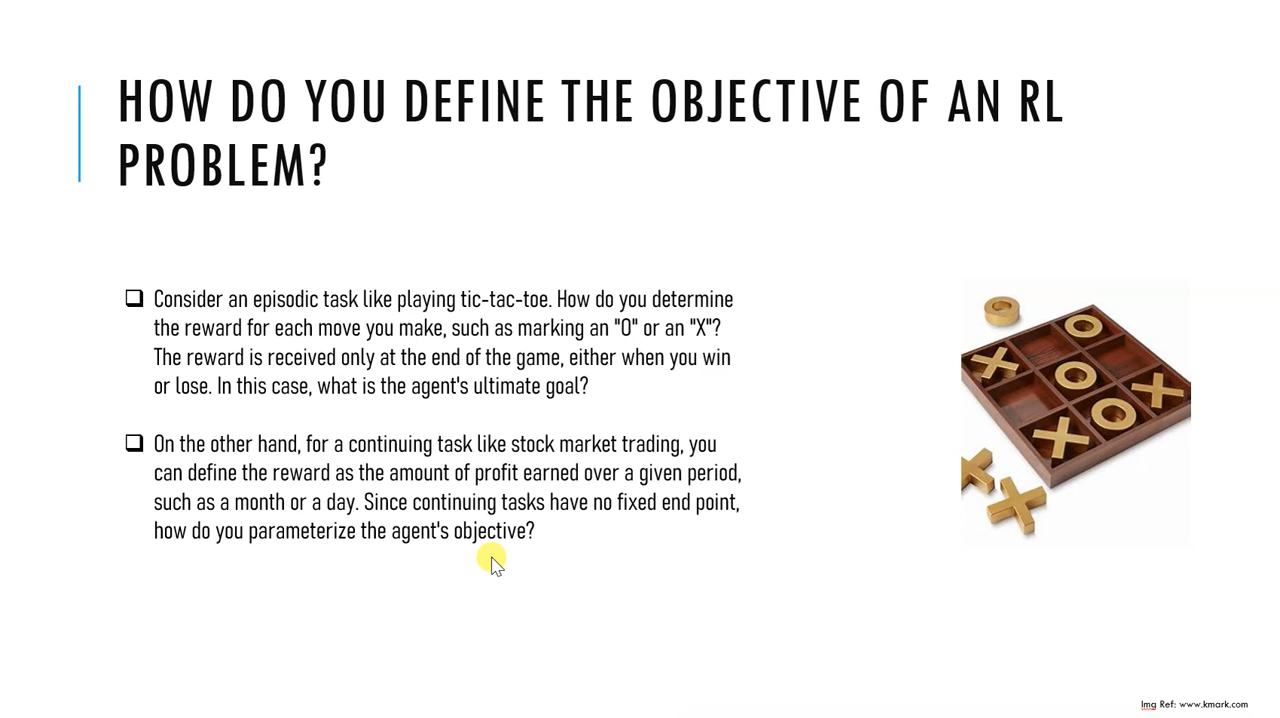 HOW DO YOU DEFINE THE OBJECTIVE OF AN RL
PROBLEM?
Consider an episodic task like playing tic-tac-toe. How do you determine
the reward for each move you make, such as marking an "O" or an "X"?
The reward is received only at the end of the game, either when you win
or lose. In this case, what is the agent's ultimate goal?
On the other hand, for a continuing task like stock market trading, you
can define the reward as the amount of profit earned over a given period,
such as a month or a day. Since continuing tasks have no fixed end point,
how do you parameterize the agent's objective?
Img Ref: www.kmark.com